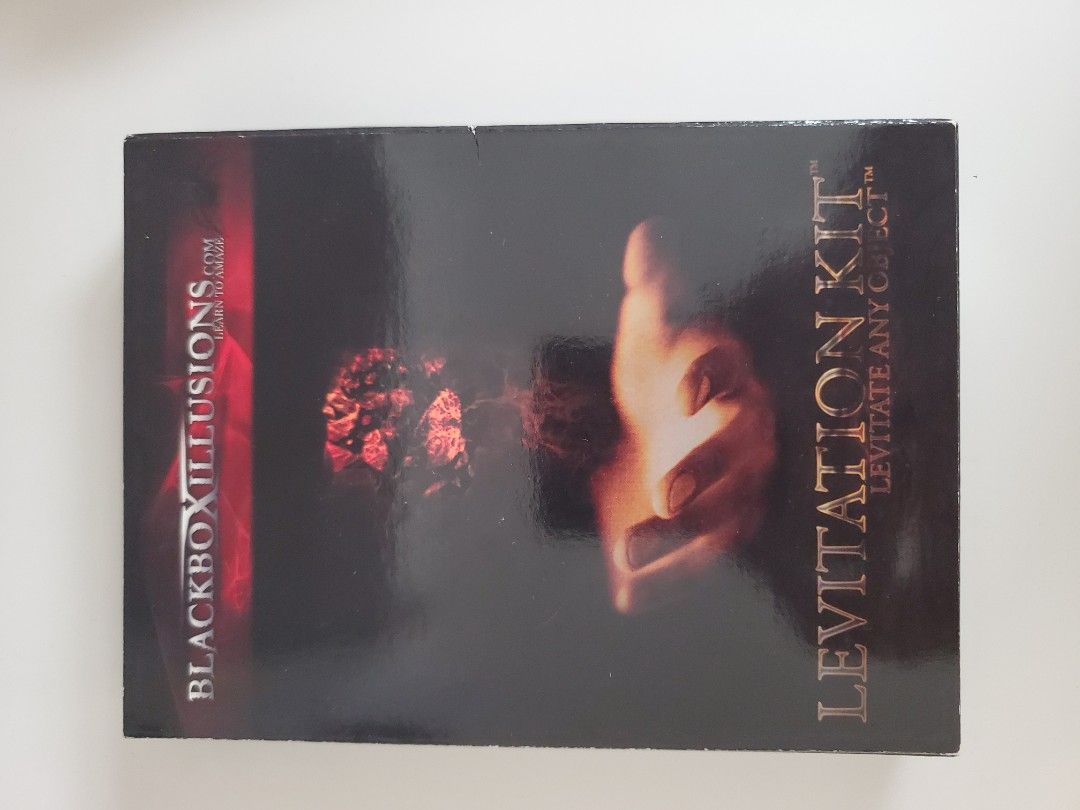 BLACKBOXILLUSIONS.COM
LEARN TO AMAZE
LEVITATION KIT™
LEVITATE ANY OBJECT™